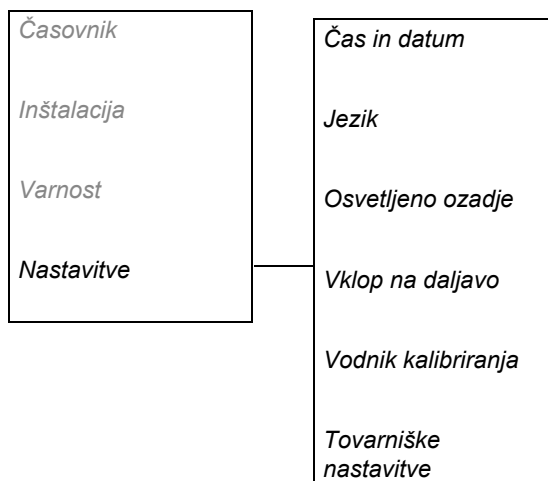 Časovnik
Inštalacija
Varnost
Nastavitve
Čas in datum
Jezik
Osvetljeno ozadje
Vklop na daljavo
Vodnik kalibriranja
Tovarniške
nastavitve